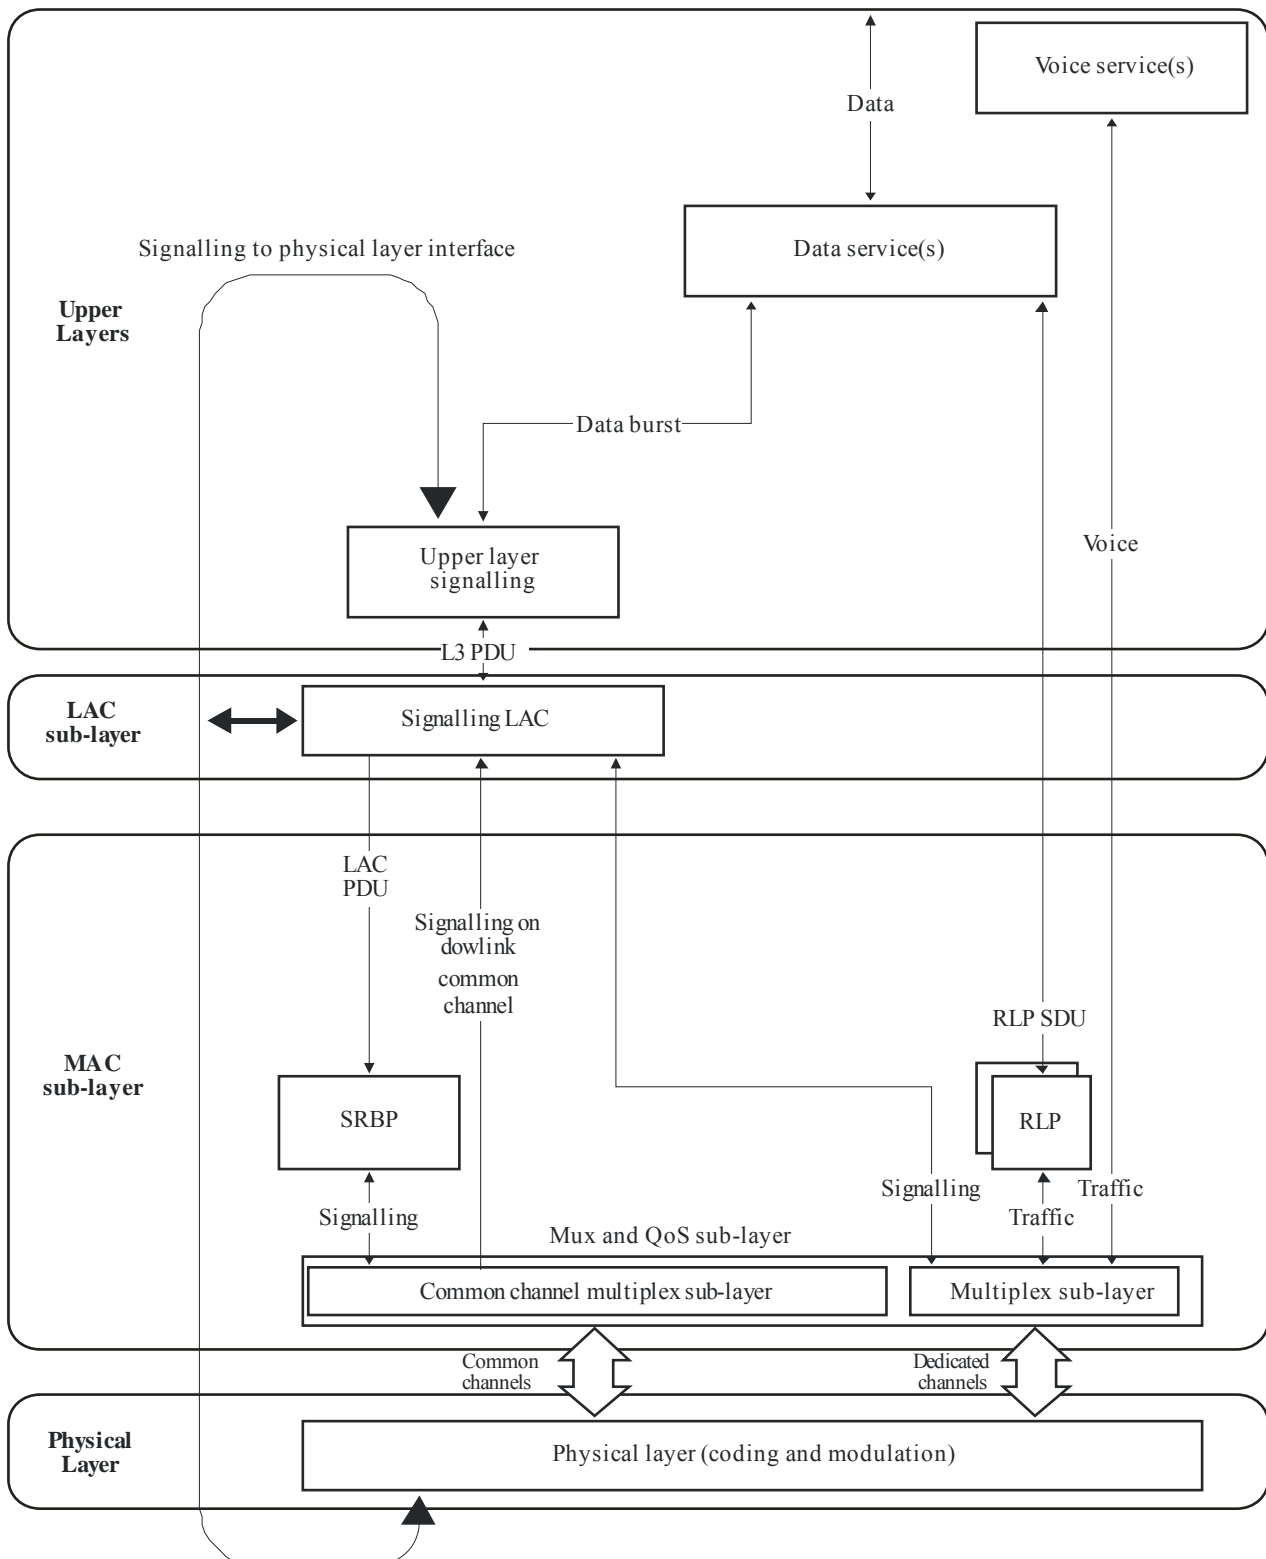 Voice service(s)
Data
Data service(s)
Signalling to physical layer interface
Upper
Layers
Data burst
Voice
Upper layer
signalling
L3 PDU
LAC
sub-layer
Signalling LAC
LAC
PDU
Signalling on
dowlink
common
channel
RLP SDU
MAC
sub-layer
SRBP
RLP
Signalling
Signalling
Traffic
Traffic
Mux and QoS sub-layer
Common channel multiplex sub-layer
Multiplex sub-layer
Common
channels
Dedicated
channels
Physical
Layer
Physical layer (coding and modulation)